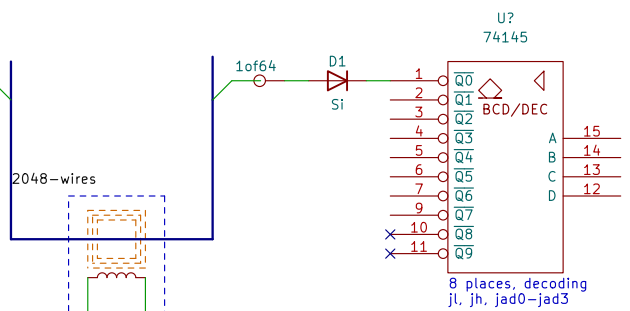 U?
74145
1of64
D1
Si
1 Q0
2 Q1
3 Q2
4 Q3
5 Q4
6 Q5
7 Q6
9 Q7
10 Q8
11 Q9
BCD/DEC
A 15
B 14
C 13
D 12
2048-wires
8 places, decoding
jl, jh, jad0-jad3